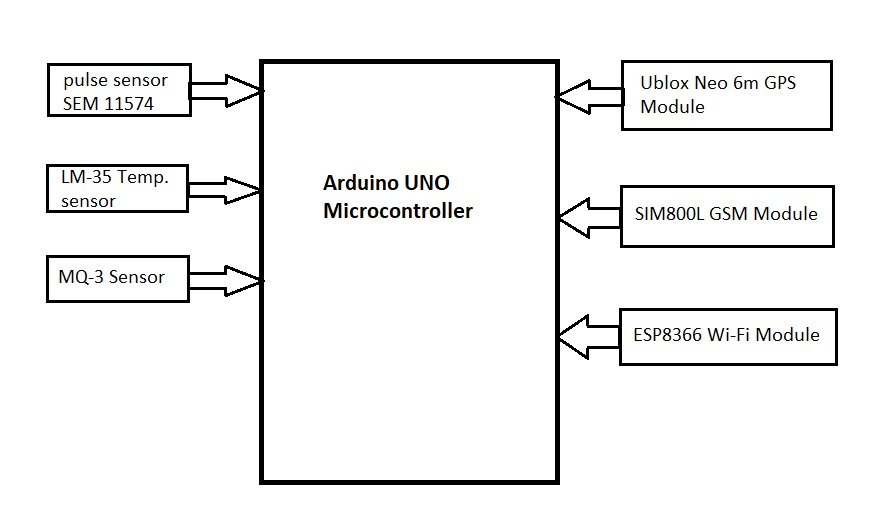 pulse sensor
SEM 11574
LM-35 Temp.
sensor
MQ-3 Sensor
Arduino UNO
Microcontroller
Ublox Neo 6m GPS
Module
SIM800L GSM Module
ESP8366 Wi-Fi Module